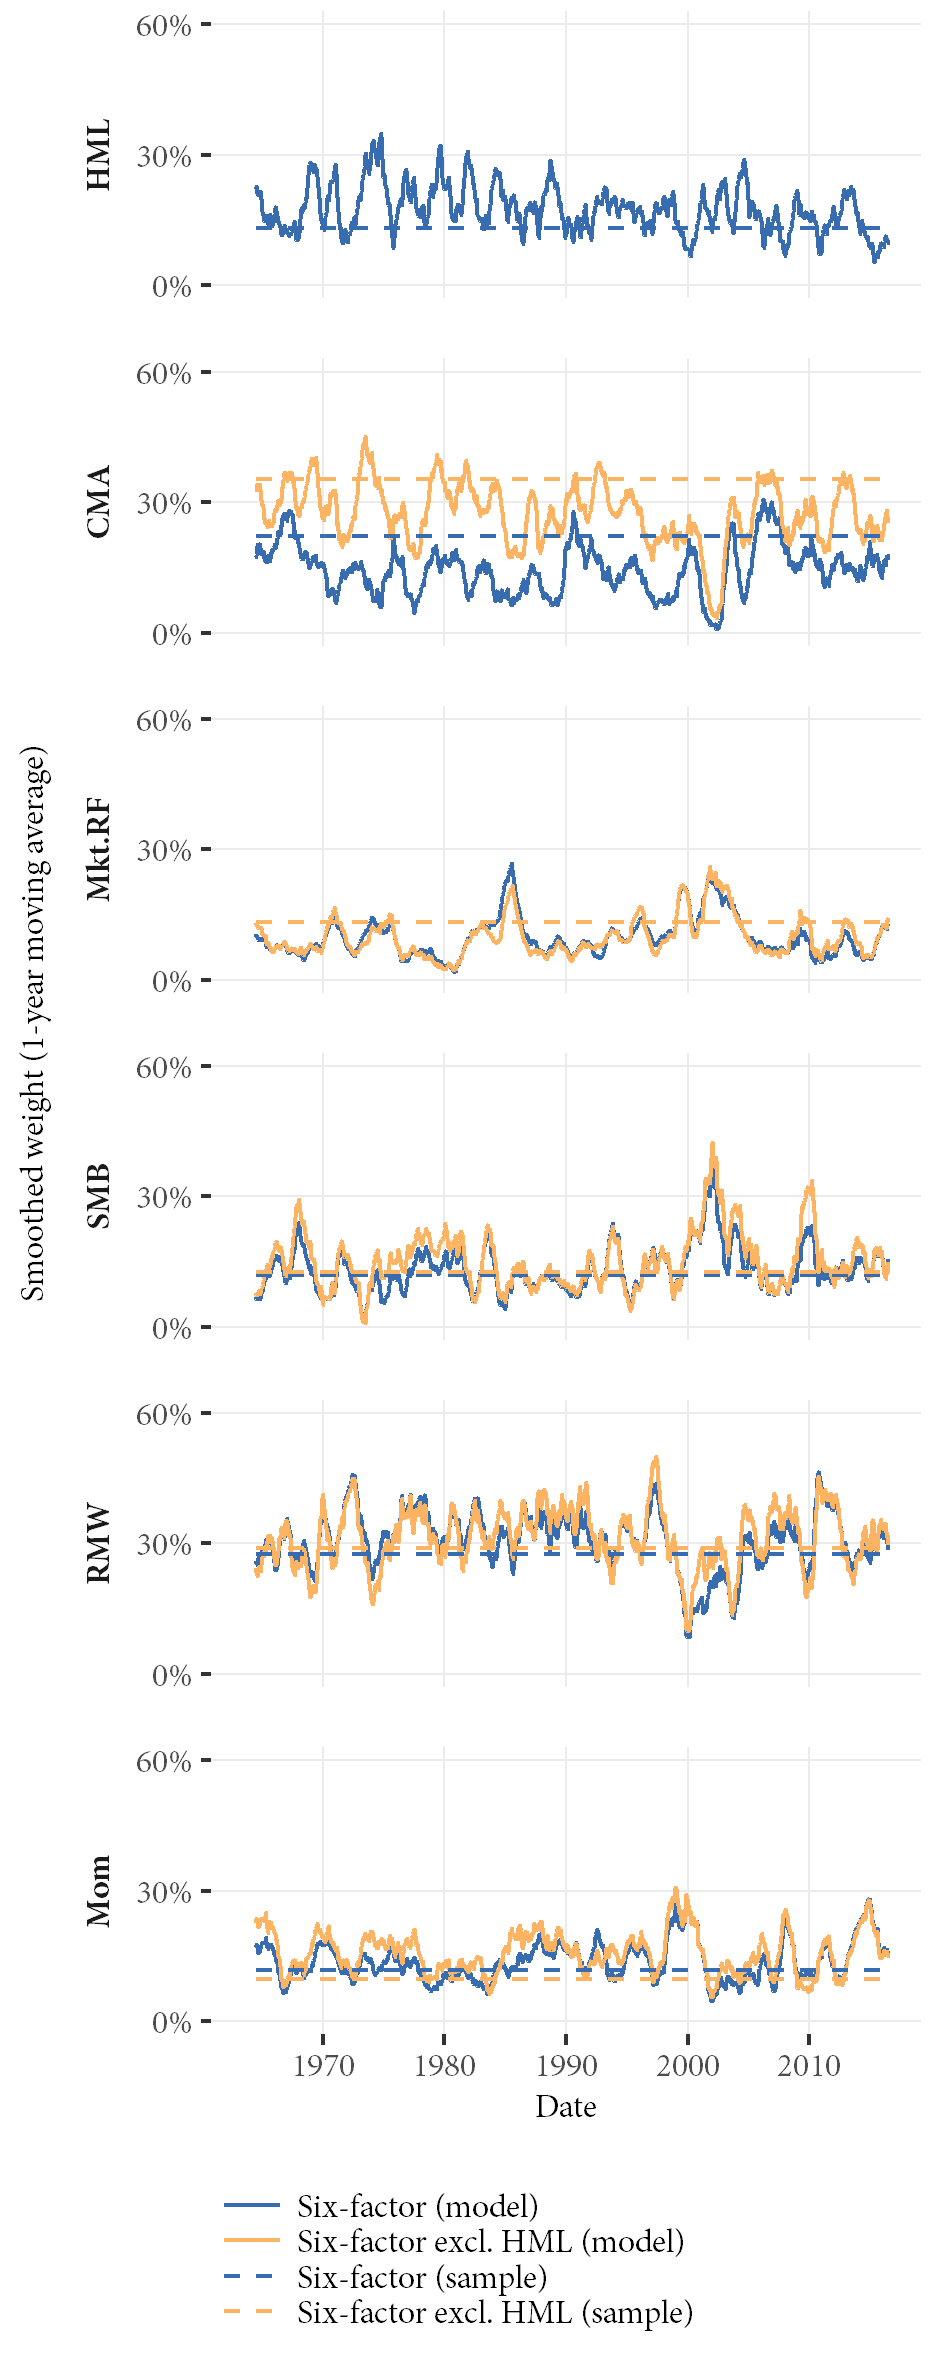 Smoothed weight (1-year moving average)
HML
60%
30%
0%
CMA
60%
30%
0%
Mkt.RF
60%
30%
0%
SMB
60%
30%
0%
RMW
60%
30%
0%
Mom
60%
30%
0%
1970 1980 1990 2000 2010
Date
Six-factor (model)
Six-factor excl. HML (model)
Six-factor (sample)
Six-factor excl. HML (sample)